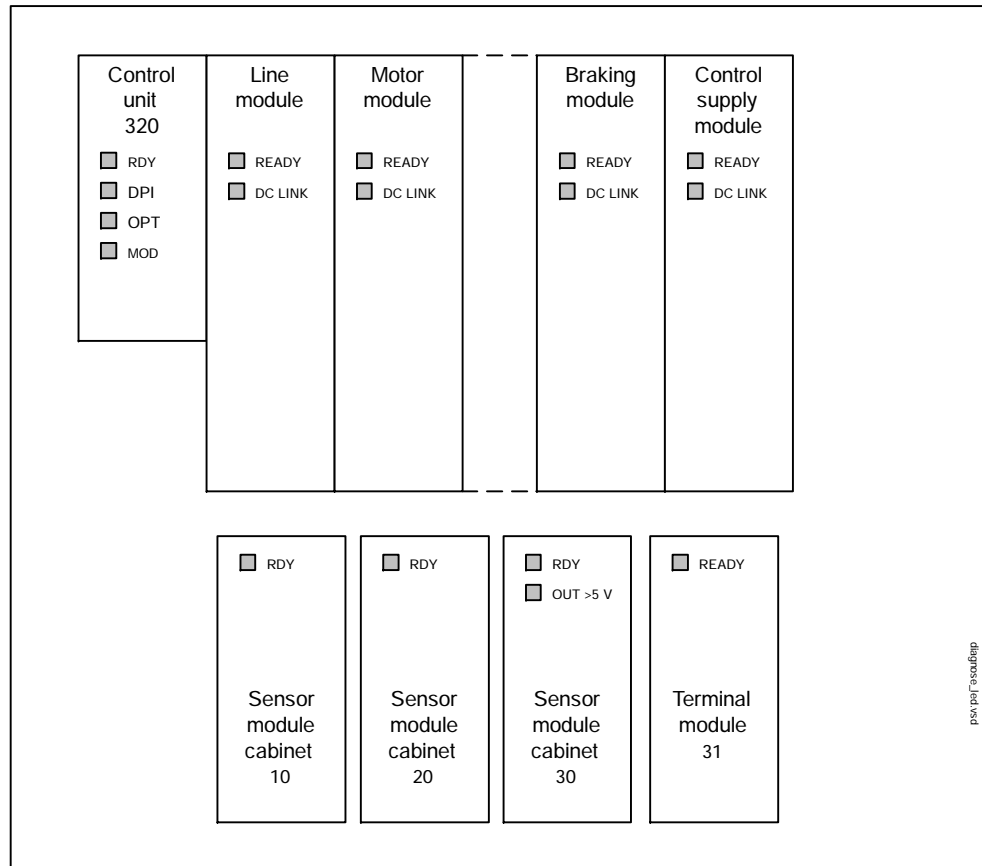 Control
unit
320
RDY
DPI
OPT
MOD
Line
module
READY
DC LINK
Motor
module
READY
DC LINK
Braking
module
READY
DC LINK
Control
supply
module
READY
DC LINK
RDY
Sensor
module
cabinet
10
RDY
Sensor
module
cabinet
20
RDY
OUT >5 V
Sensor
module
cabinet
30
READY
Terminal
module
31
diagnose_led.vsd